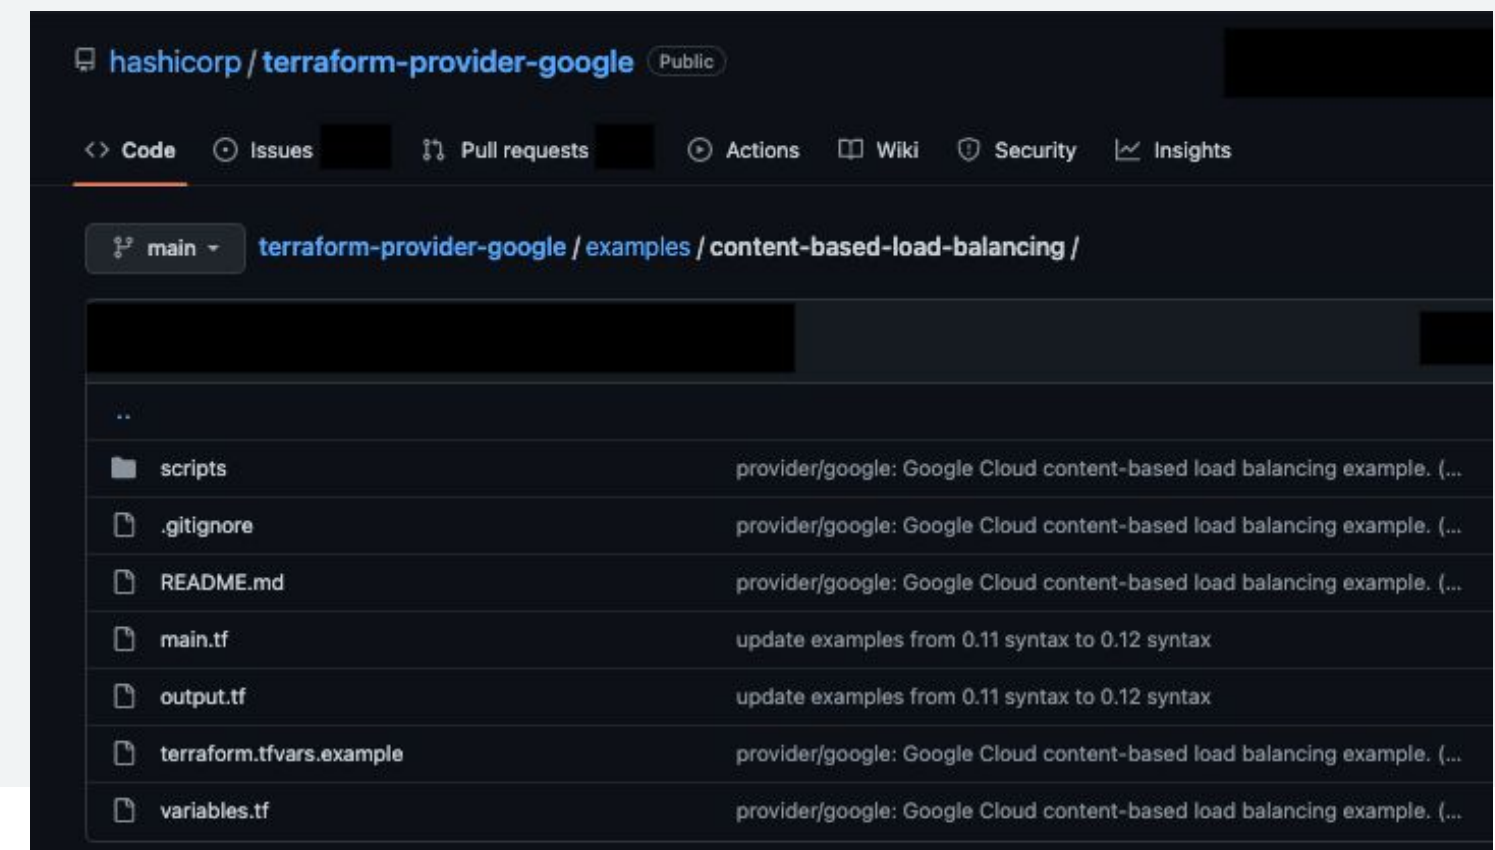 hashicorp / terraform-provider-google Public
Code Issues Pull requests Actions Wiki Security Insights
main terraform-provider-google / examples / content-based-load-balancing /
..
scripts provider/google: Google Cloud content-based load balancing example. (...
.gitignore provider/google: Google Cloud content-based load balancing example. (...
README.md provider/google: Google Cloud content-based load balancing example. (...
main.tf update examples from 0.11 syntax to 0.12 syntax
output.tf update examples from 0.11 syntax to 0.12 syntax
terraform.tfvars.example provider/google: Google Cloud content-based load balancing example. (...
variables.tf provider/google: Google Cloud content-based load balancing example. (...